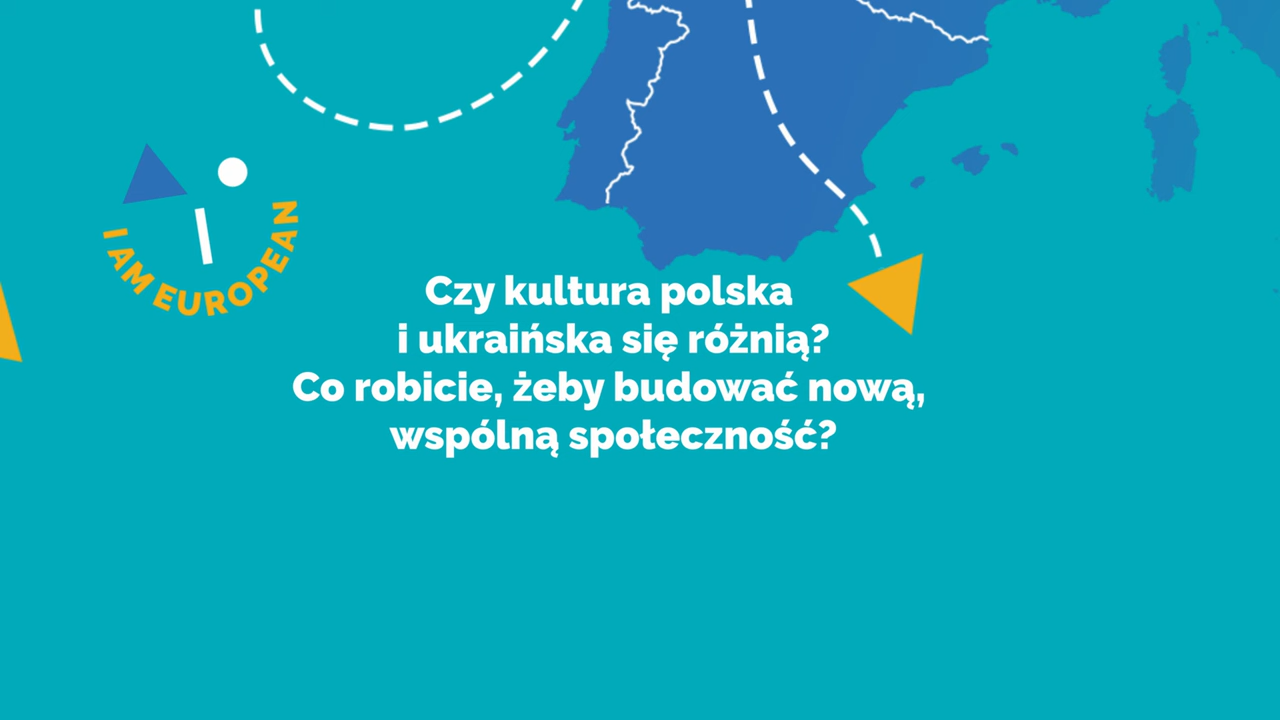 I AM EUROPEAN
Czy kultura polska
i ukraińska się różnią?
Co robicie, żeby budować nową,
wspólną społeczność?